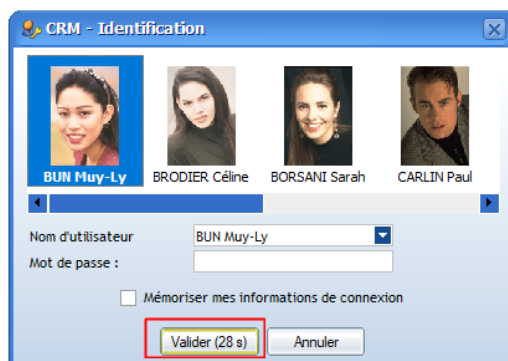 CRM - Identification
BUN Muy-Ly
BRODIER Céline
BORSANI Sarah
CARLIN Paul
Nom d'utilisateur
BUN Muy-Ly
Mot de passe :
Mémoriser mes informations de connexion
Valider (28 s)
Annuler